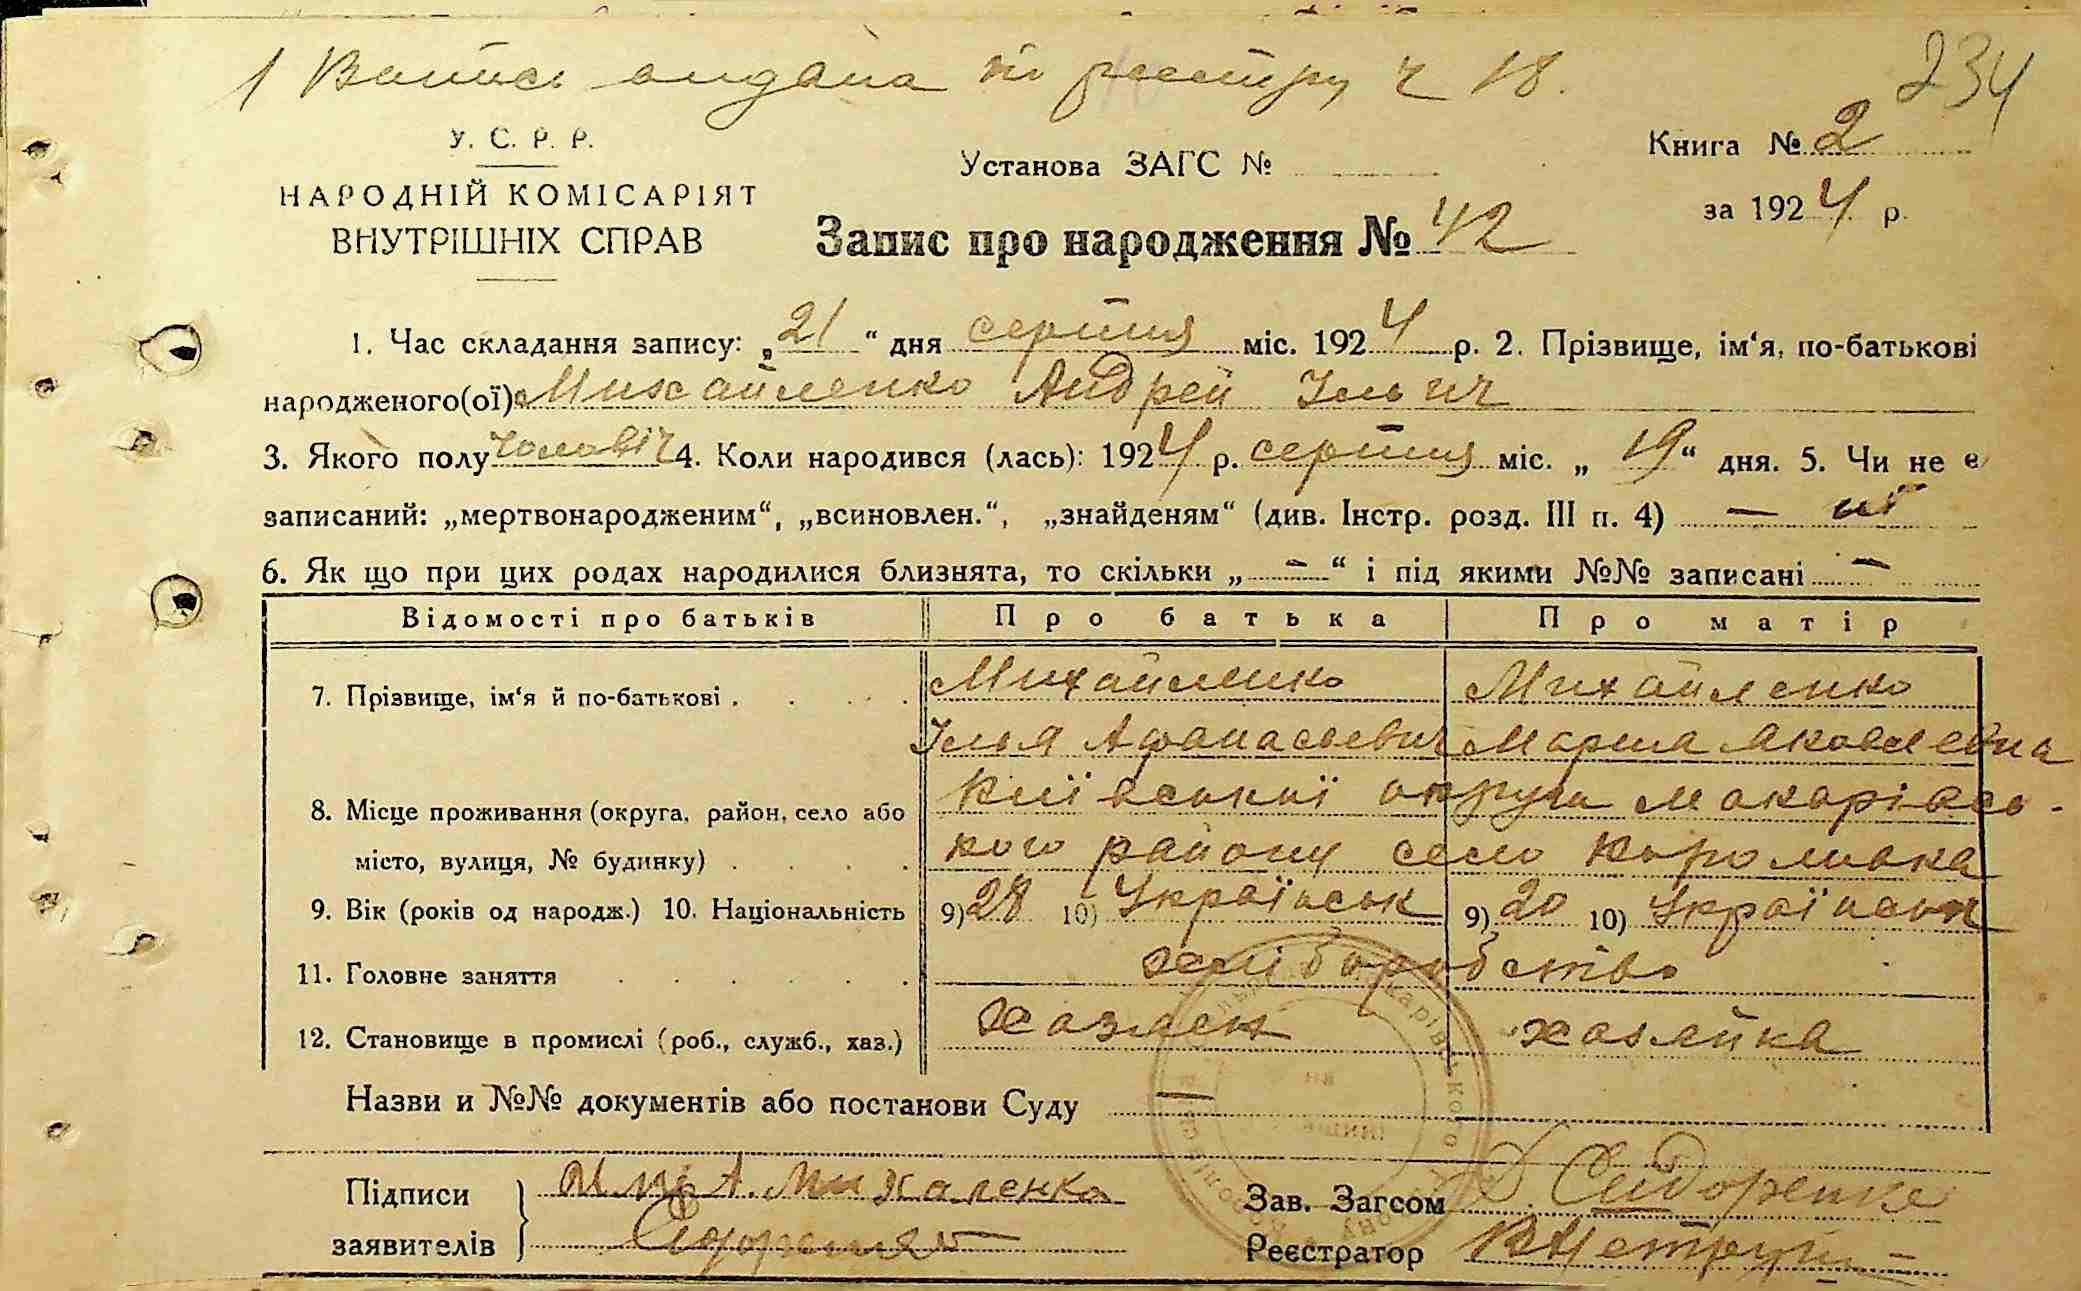 1 Випись видана по реєстру ч 18.
234
У. С. Р. Р.
НАРОДНІЙ КОМІСАРІЯТ
ВНУТРІШНІХ СПРАВ
Установа ЗАГС №
Книга № 2
за 1924 р.
Запис про народження № 42
1. Час складання запису: „21“ дня серпня міс. 1924 р. 2. Прізвище, ім‘я, по-батькові
народженого(ої) Михайленко Андрей Ільич
3. Якого полу чоловіч 4. Коли народився (лась): 1924 р. серпня міс. „19“ дня. 5. Чи не є
записаний: „мертвонародженим“, „всиновлен.“, „знайденям“ (див. Інстр. розд. III п. 4) — ні
6. Як що при цих родах народилися близнята, то скільки „–“ і під якими №№ записані –
Відомості про батьків Про батька Про матір
7. Прізвище, ім‘я й по-батькові . Михайленко Михайленко
Ілья Афанасьевич Мария Яковлевна
8. Місце проживання (округа, район, село або Київської округи Макарівсь-
місто, вулиця, № будинку) кого району село Королівка
9. Вік (років од народж.) 10. Національність 9) 28 10) Українськ 9) 20 10) Українськ
11. Головне заняття хліборобство
12. Становище в промислі (роб., служб., хаз.) хазяєн хазяйка
Назви и №№ документів або постанови Суду —
Підписи заявителів
А. Михаленко
Зав. Загсом Сидоренко
Реєстратор